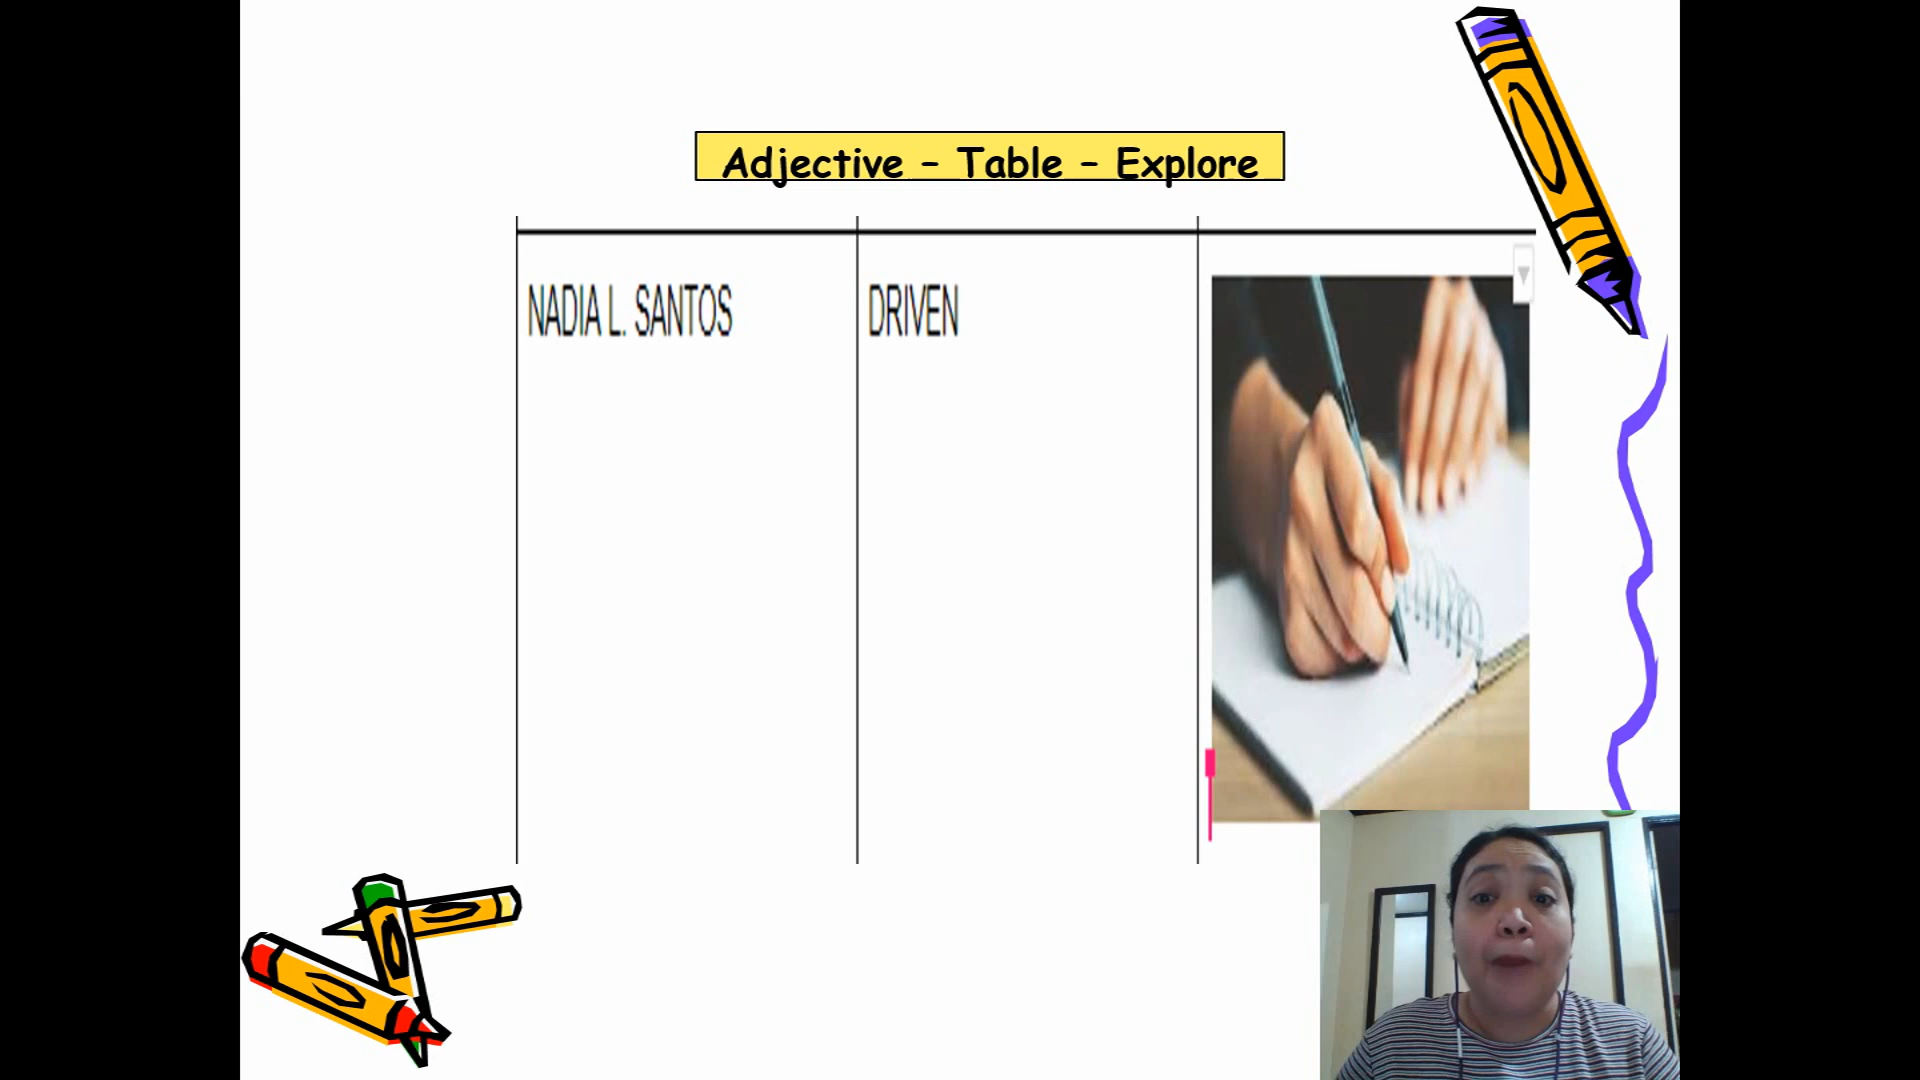 Adjective – Table – Explore
NADIA L. SANTOS
DRIVEN